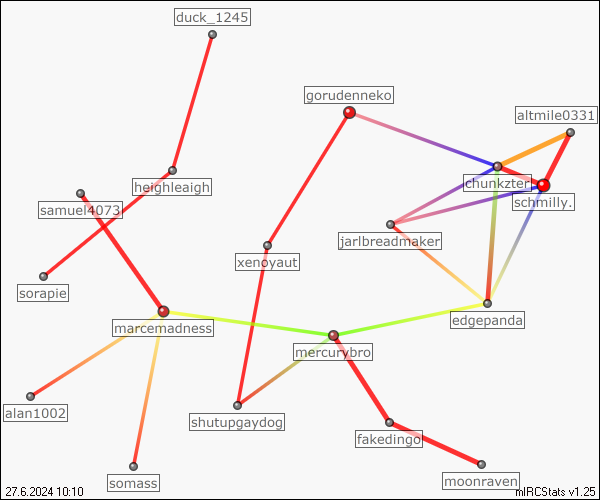 duck_1245
gorudenneko
altmile0331
chunkzter
heighleaigh
schmilly.
samuel4073
jarlbreadmaker
xenoyaut
sorapie
edgepanda
marcemadness
mercurybro
alan1002
shutupgaydog
fakedingo
moonraven
somass
27.6.2024 10:10
mIRCStats v1.25